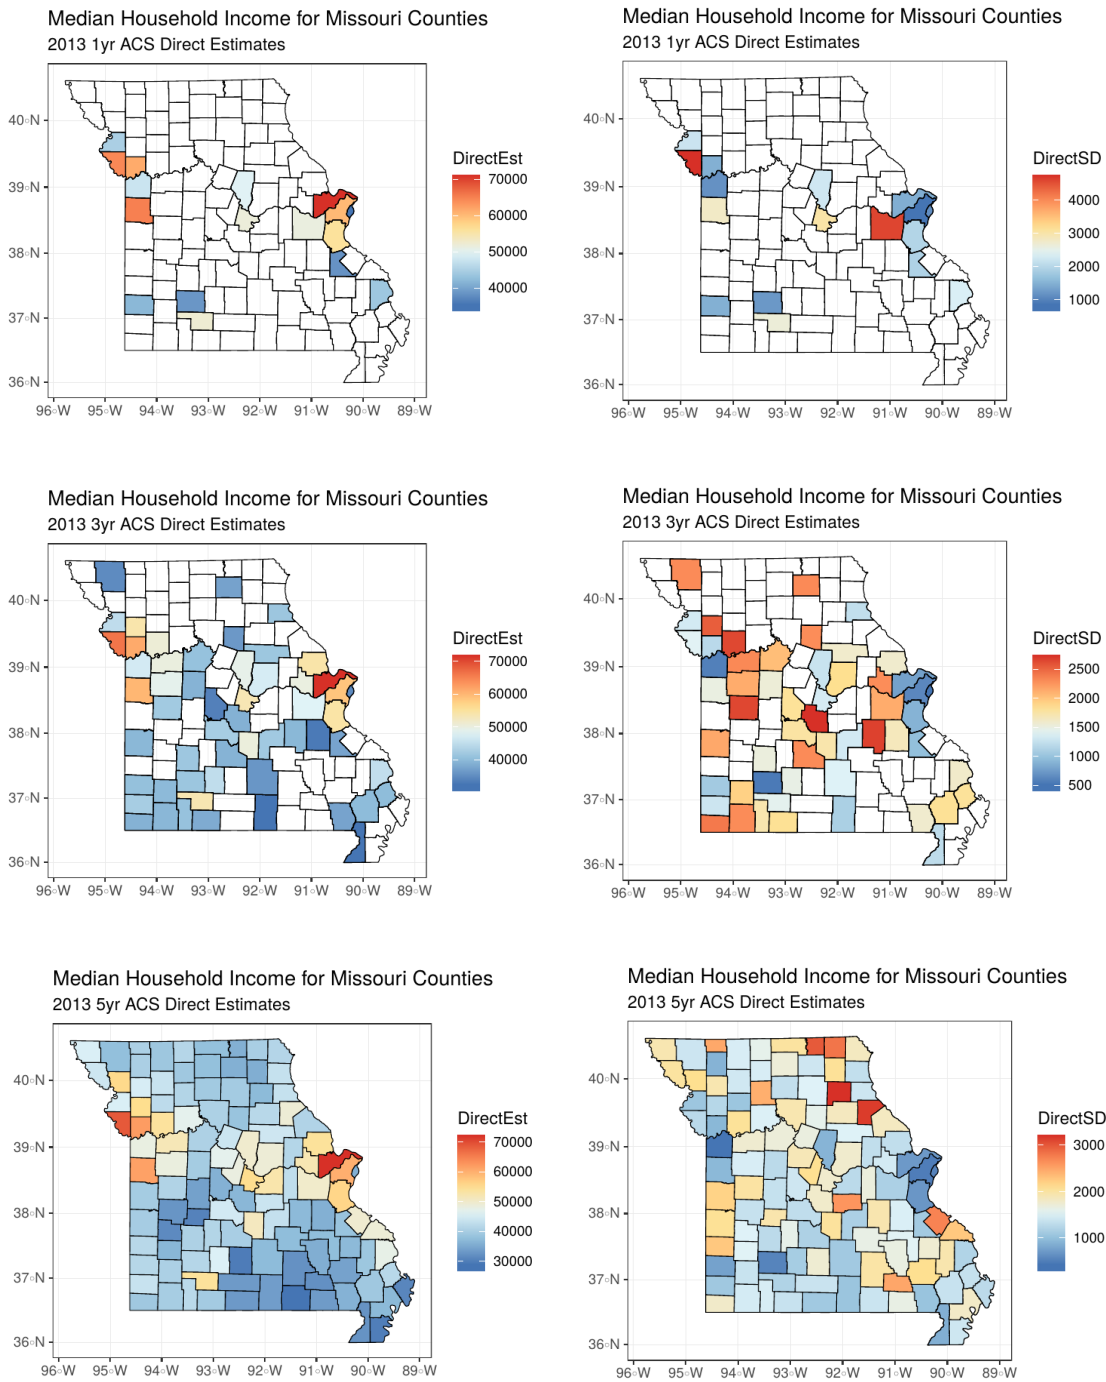 Median Household Income for Missouri Counties
2013 1yr ACS Direct Estimates
40°N
39°N
38°N
37°N
36°N
96°W 95°W 94°W 93°W 92°W 91°W 90°W 89°W
DirectEst
70000
60000
50000
40000
Median Household Income for Missouri Counties
2013 1yr ACS Direct Estimates
40°N
39°N
38°N
37°N
36°N
96°W 95°W 94°W 93°W 92°W 91°W 90°W 89°W
DirectSD
4000
3000
2000
1000
Median Household Income for Missouri Counties
2013 3yr ACS Direct Estimates
40°N
39°N
38°N
37°N
36°N
96°W 95°W 94°W 93°W 92°W 91°W 90°W 89°W
DirectEst
70000
60000
50000
40000
Median Household Income for Missouri Counties
2013 3yr ACS Direct Estimates
40°N
39°N
38°N
37°N
36°N
96°W 95°W 94°W 93°W 92°W 91°W 90°W 89°W
DirectSD
2500
2000
1500
1000
500
Median Household Income for Missouri Counties
2013 5yr ACS Direct Estimates
40°N
39°N
38°N
37°N
36°N
96°W 95°W 94°W 93°W 92°W 91°W 90°W 89°W
DirectEst
70000
60000
50000
40000
30000
Median Household Income for Missouri Counties
2013 5yr ACS Direct Estimates
40°N
39°N
38°N
37°N
36°N
96°W 95°W 94°W 93°W 92°W 91°W 90°W 89°W
DirectSD
3000
2000
1000